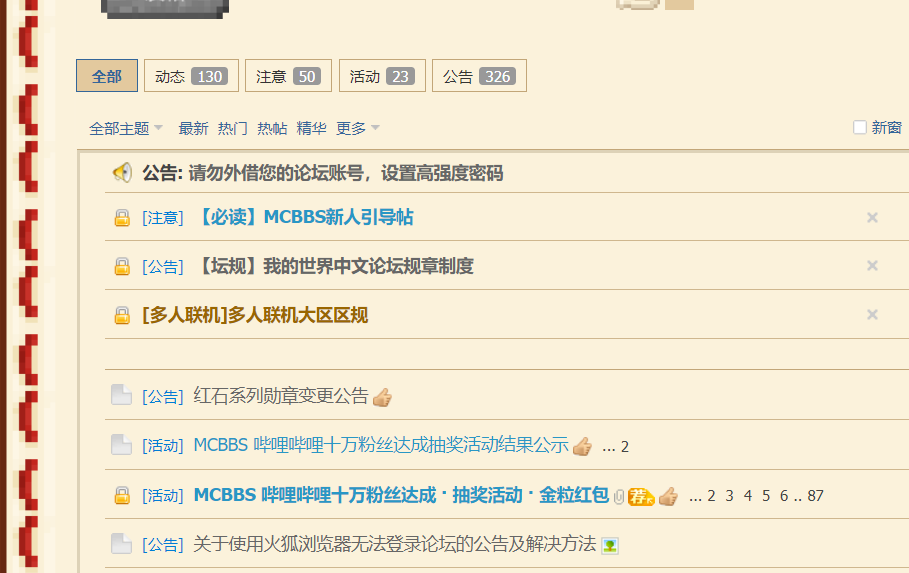 全部 动态 130 注意 50 活动 23 公告 326
全部主题 最新 热门 热帖 精华 更多 新窗
公告: 请勿外借您的论坛账号，设置高强度密码
[注意] 【必读】MCBBS新人引导帖
[公告] 【坛规】我的世界中文论坛规章制度
[多人联机]多人联机大区区规
[公告] 红石系列勋章变更公告
[活动] MCBBS 哔哩哔哩十万粉丝达成抽奖活动结果公示 ... 2
[活动] MCBBS 哔哩哔哩十万粉丝达成 · 抽奖活动 · 金粒红包 荐 ... 2 3 4 5 6 .. 87
[公告] 关于使用火狐浏览器无法登录论坛的公告及解决方法